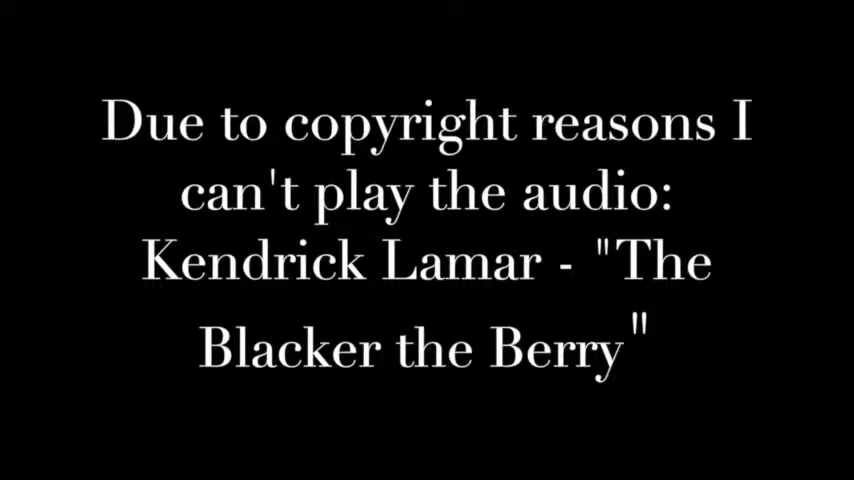 Due to copyright reasons I
can't play the audio:
Kendrick Lamar - "The
Blacker the Berry"